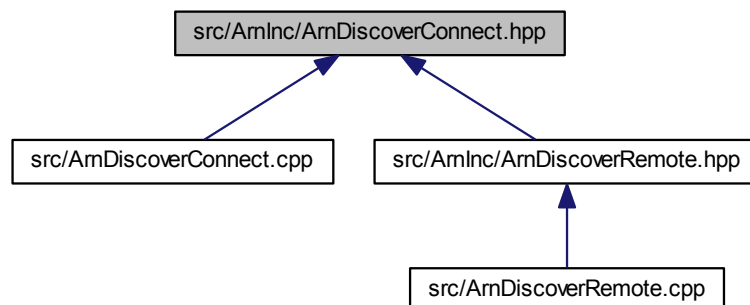 src/ArnInc/ArnDiscoverConnect.hpp
src/ArnDiscoverConnect.cpp
src/ArnInc/ArnDiscoverRemote.hpp
src/ArnDiscoverRemote.cpp